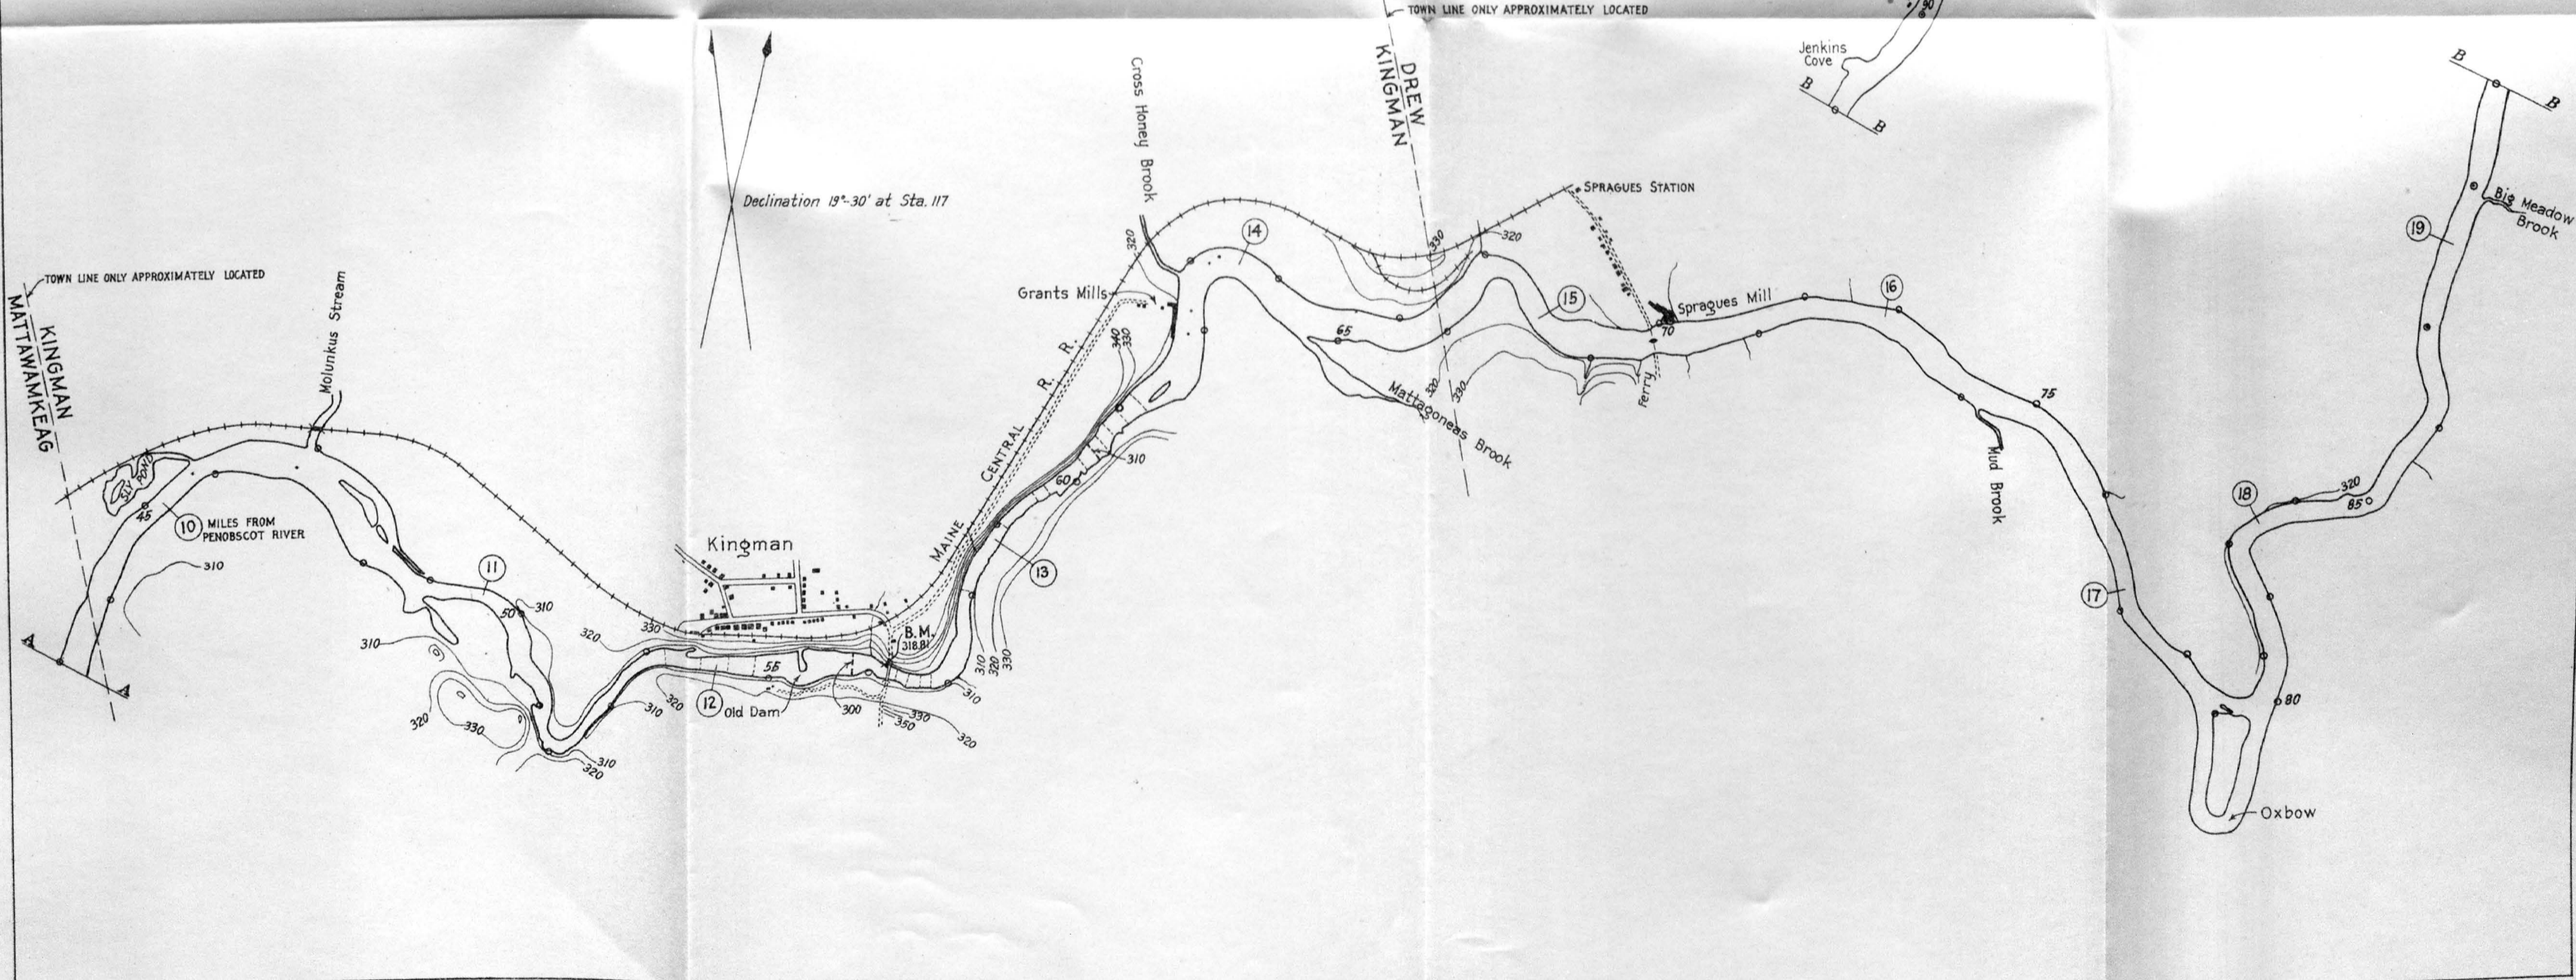 TOWN LINE ONLY APPROXIMATELY LOCATED
DREW
KINGMAN
90
Jenkins
Cove
B
B
B
B
Cross Honey Brook
Declination 19°-30' at Sta. 117
SPRAGUES STATION
Big Meadow
Brook
19
TOWN LINE ONLY APPROXIMATELY LOCATED
KINGMAN
MATTAWAMKEAG
Molunkus Stream
320
14
330
320
Grants Mills
15
Spragues Mill
16
70
65
340
330
MAINE CENTRAL R. R.
320
330
Ferry
Mattagoneas Brook
75
310
60
Mud Brook
SLY
POND
45
10
MILES FROM
PENOBSCOT RIVER
310
18
320
85
Kingman
13
17
11
50
310
310
320
330
B.M.
318.81
55
310
320
330
310
12
Old Dam
320
310
300
330
350
320
320
330
310
320
80
Oxbow
A
A